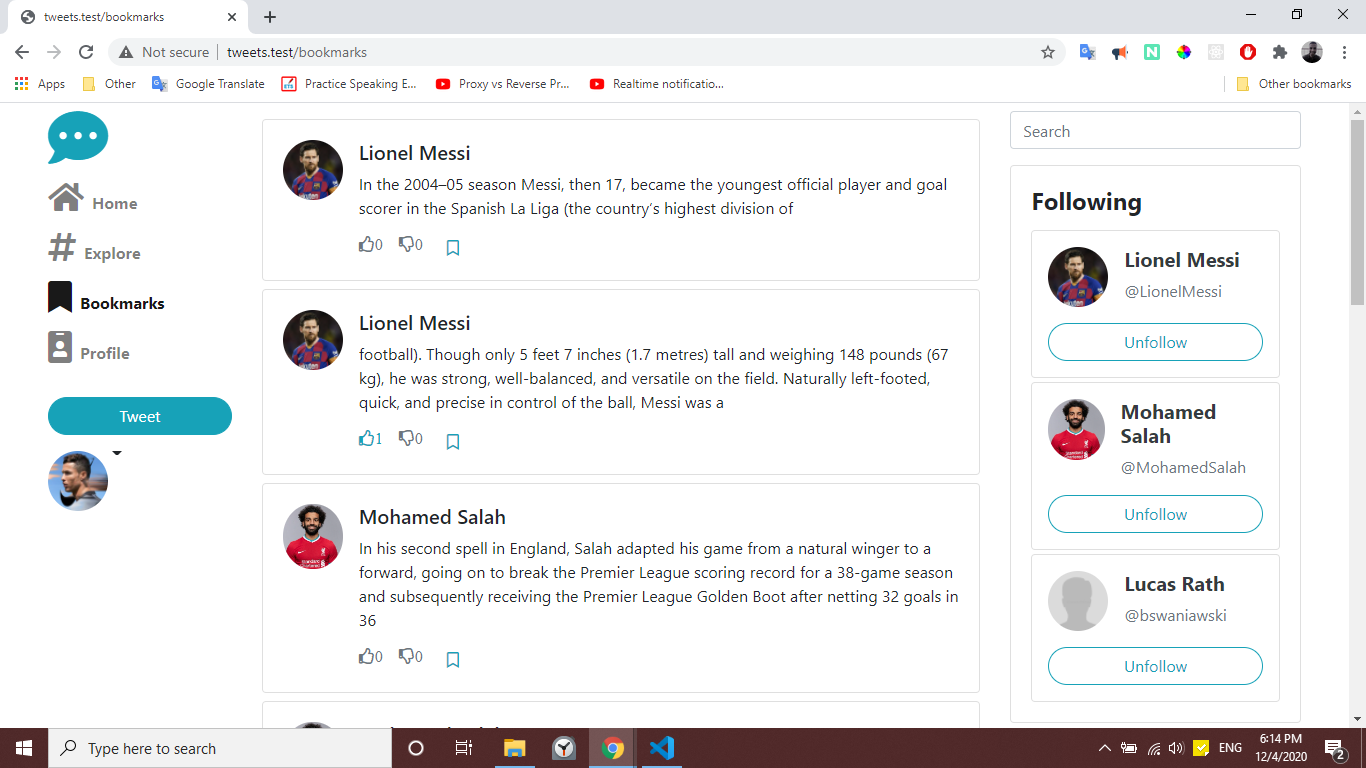 tweets.test/bookmarks
Not secure
tweets.test/bookmarks
Apps
Other
Google Translate
Practice Speaking E...
Proxy vs Reverse Pr...
Realtime notificatio...
Other bookmarks
Home
Explore
Bookmarks
Profile
Tweet
Lionel Messi
In the 2004–05 season Messi, then 17, became the youngest official player and goal
scorer in the Spanish La Liga (the country's highest division of
0 0
Lionel Messi
football). Though only 5 feet 7 inches (1.7 metres) tall and weighing 148 pounds (67
kg), he was strong, well-balanced, and versatile on the field. Naturally left-footed,
quick, and precise in control of the ball, Messi was a
1 0
Mohamed Salah
In his second spell in England, Salah adapted his game from a natural winger to a
forward, going on to break the Premier League scoring record for a 38-game season
and subsequently receiving the Premier League Golden Boot after netting 32 goals in
36
0 0
Search
Following
Lionel Messi
@LionelMessi
Unfollow
Mohamed
Salah
@MohamedSalah
Unfollow
Lucas Rath
@bswaniawski
Unfollow
Type here to search
ENG
6:14 PM
12/4/2020
2